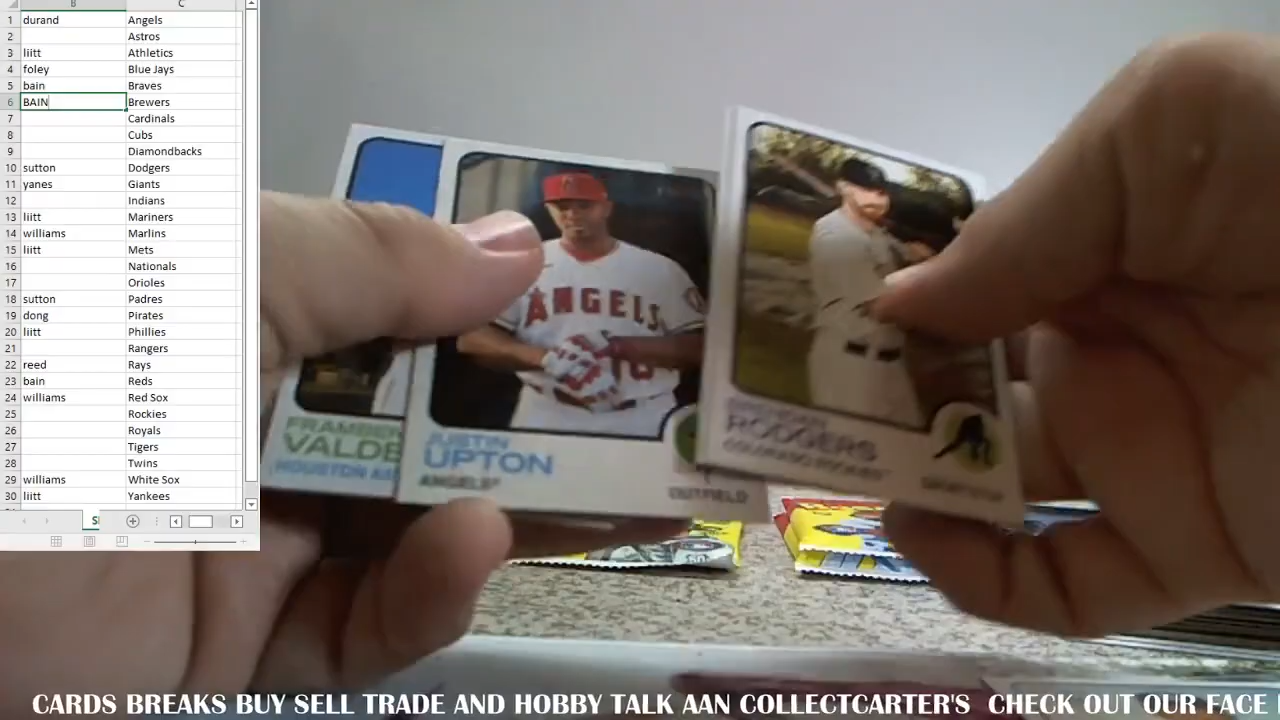 B C
1 durand Angels
2 Astros
3 liitt Athletics
4 foley Blue Jays
5 bain Braves
6 BAIN Brewers
7 Cardinals
8 Cubs
9 Diamondbacks
10 sutton Dodgers
11 yanes Giants
12 Indians
13 liitt Mariners
14 williams Marlins
15 liitt Mets
16 Nationals
17 Orioles
18 sutton Padres
19 dong Pirates
20 liitt Phillies
21 Rangers
22 reed Rays
23 bain Reds
24 williams Red Sox
25 Rockies
26 Royals
27 Tigers
28 Twins
29 williams White Sox
30 liitt Yankees
S
ANGELS
FRAMBER
VALDE
HOUSTON AS
JUSTIN
UPTON
ANGELS
OUTFIELD
BRENDAN
RODGERS
COLORADO ROCKIES
CARDS BREAKS BUY SELL TRADE AND HOBBY TALK AAN COLLECTCARTER'S CHECK OUT OUR FACE